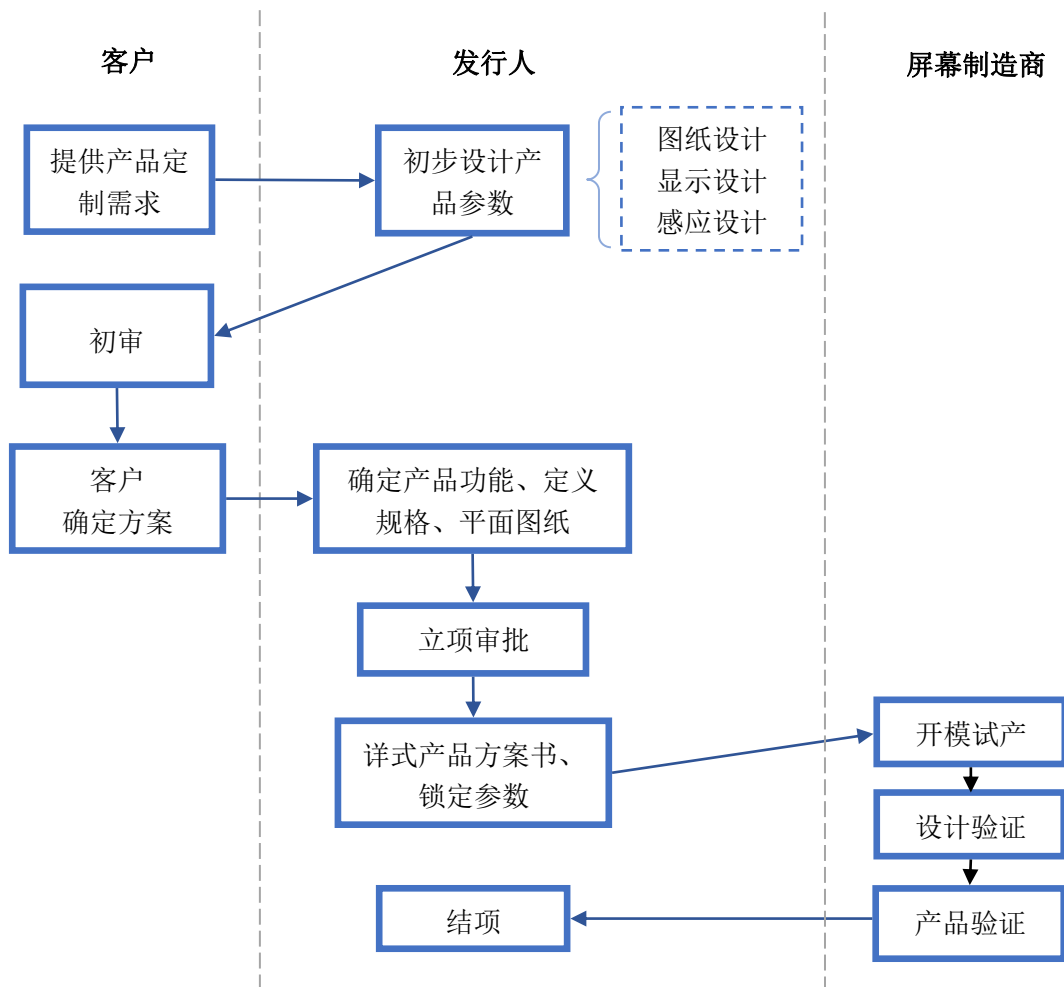 客户
发行人
屏幕制造商
提供产品定
制需求
初步设计产
品参数
图纸设计
显示设计
感应设计
初审
客户
确定方案
确定产品功能、定义
规格、平面图纸
立项审批
详式产品方案书、
锁定参数
开模试产
设计验证
产品验证
结项